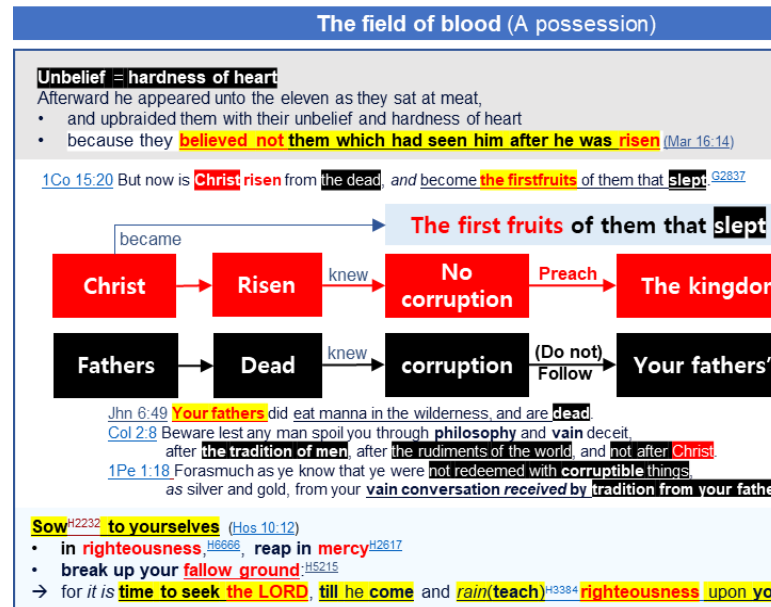 The field of blood (A possession)
Unbelief = hardness of heart
Afterward he appeared unto the eleven as they sat at meat,
• and upbraided them with their unbelief and hardness of heart
• because they believed not them which had seen him after he was risen (Mar 16:14)
1Co 15:20 But now is Christ risen from the dead, and become the firstfruits of them that slept.G2837
The first fruits of them that slept
became
Christ
Risen
knew
No corruption
Preach
The kingdo
Fathers
Dead
knew
corruption
(Do not) Follow
Your fathers'
Jhn 6:49 Your fathers did eat manna in the wilderness, and are dead.
Col 2:8 Beware lest any man spoil you through philosophy and vain deceit,
after the tradition of men, after the rudiments of the world, and not after Christ.
1Pe 1:18 Forasmuch as ye know that ye were not redeemed with corruptible things,
as silver and gold, from your vain conversation received by tradition from your fathe
SowH2232 to yourselves (Hos 10:12)
• in righteousness,H6666, reap in mercyH2617
• break up your fallow ground:H5215
→ for it is time to seek the LORD, till he come and rain(teach)H3384 righteousness upon yo